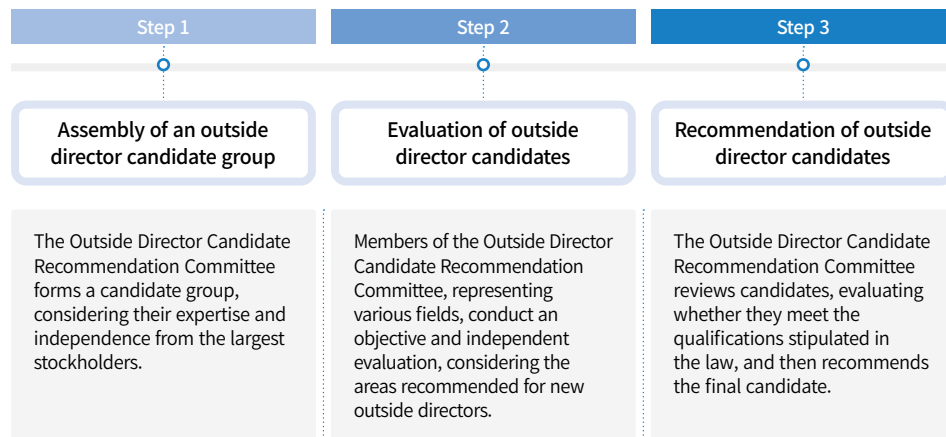 Step 1
Step 2
Step 3
Assembly of an outside
director candidate group
Evaluation of outside
director candidates
Recommendation of outside
director candidates
The Outside Director Candidate
Recommendation Committee
forms a candidate group,
considering their expertise and
independence from the largest
stockholders.
Members of the Outside Director
Candidate Recommendation
Committee, representing
various fields, conduct an
objective and independent
evaluation, considering the
areas recommended for new
outside directors.
The Outside Director Candidate
Recommendation Committee
reviews candidates, evaluating
whether they meet the
qualifications stipulated in
the law, and then recommends
the final candidate.